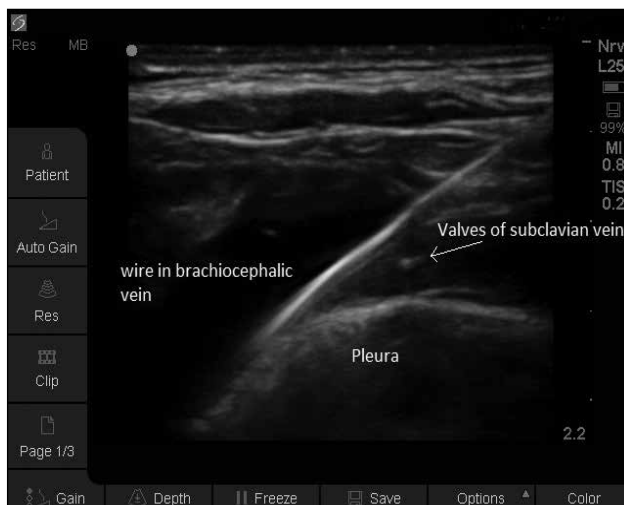 Res MB
Nrv
L25
99%
MI
0.8
TIS
0.2
Patient
Auto Gain
Res
Clip
Page 1/3
Valves of subclavian vein
wire in brachiocephalic
vein
Pleura
2.2
Gain Depth Freeze Save Options Color